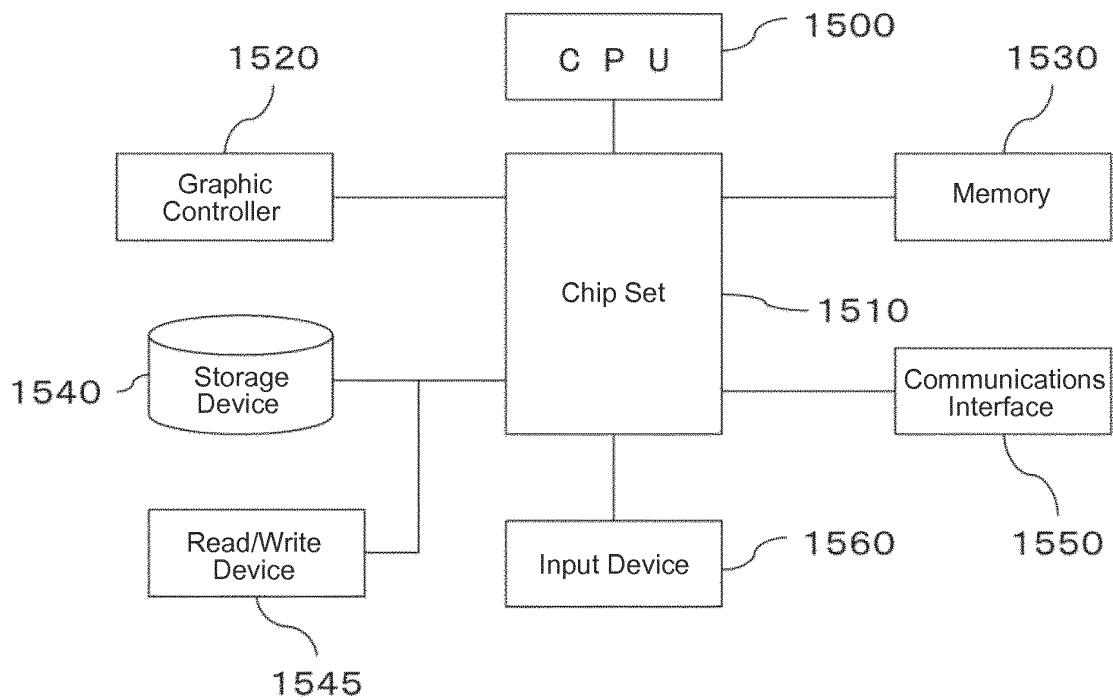 1500
C P U
1520
1530
Graphic
Controller
Memory
Chip Set
1510
1540
Storage
Device
Communications
Interface
Read/Write
Device
Input Device
1560
1550
1545